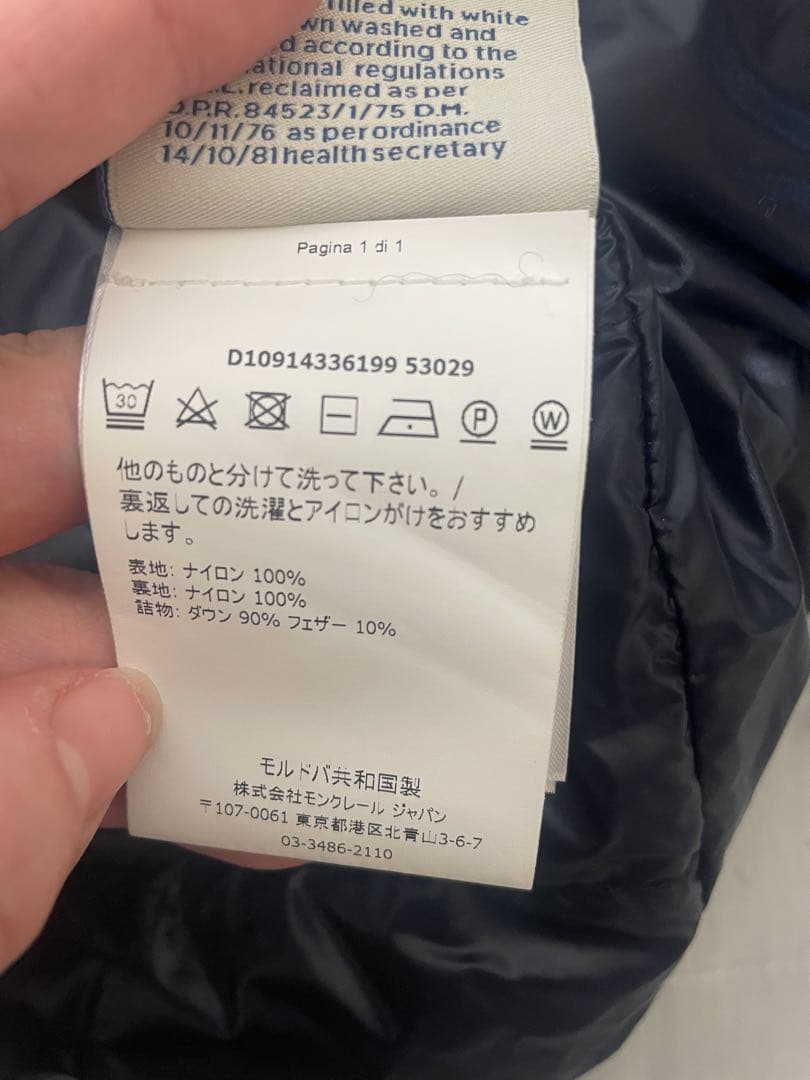 filled with white
washed and
according to the
regulations
reclaimed as per
D.P.R. 84523/1/75 D.M.
10/11/76 as per ordinance
14/10/81 health secretary
Pagina 1 di 1
D10914336199 53029
30
P
W
他のものと分けて洗って下さい。/
裏返しての洗濯とアイロンがけをおすすめ
します。
表地: ナイロン 100%
裏地: ナイロン 100%
詰物: ダウン 90% フェザー 10%
モルドバ共和国製
株式会社モンクレール ジャパン
〒107-0061 東京都港区北青山3-6-7
03-3486-2110